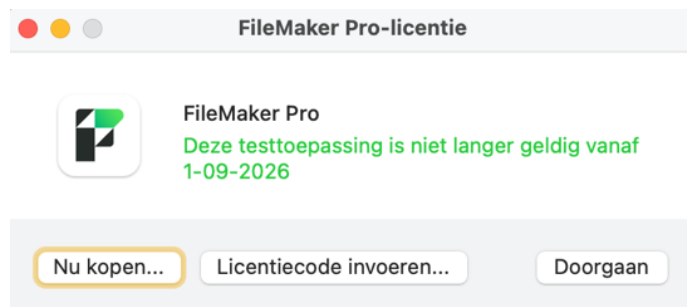 FileMaker Pro-licentie
FileMaker Pro
Deze testtoepassing is niet langer geldig vanaf
1-09-2026
Nu kopen... Licentiecode invoeren... Doorgaan